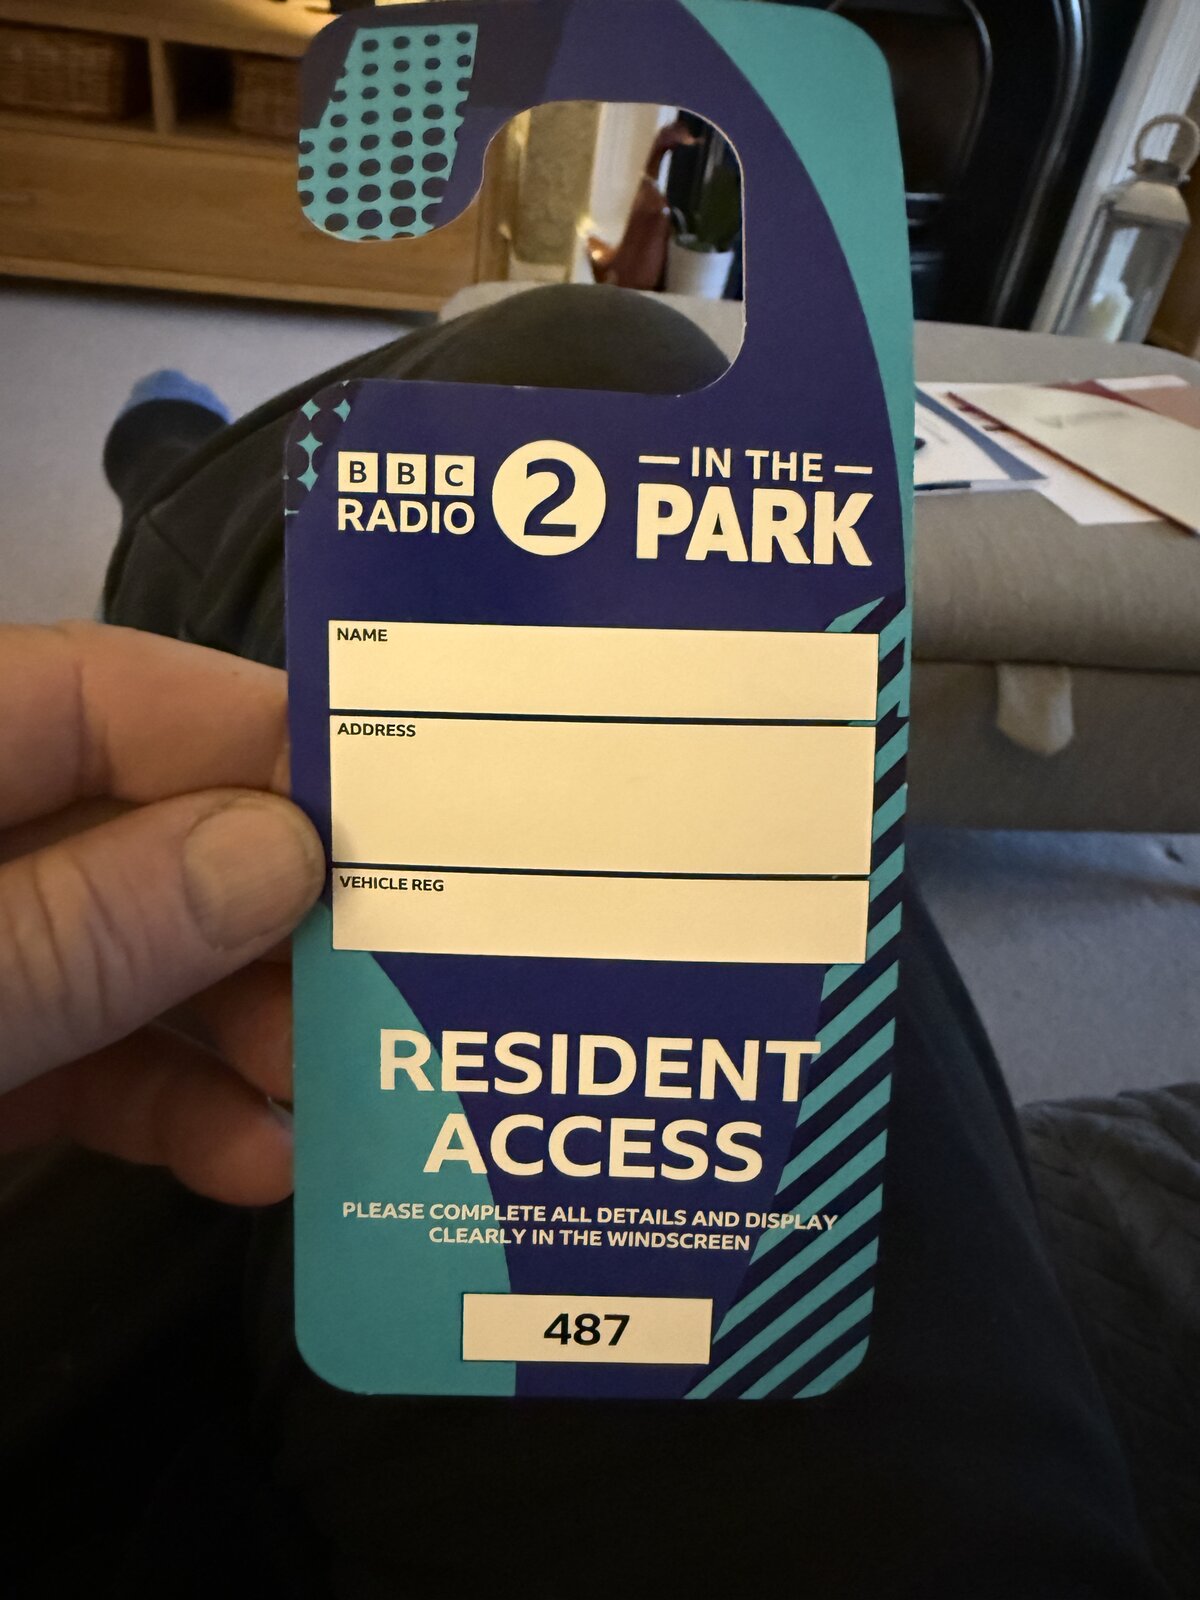 BBC RADIO 2 — IN THE — PARK
NAME
ADDRESS
VEHICLE REG
RESIDENT
ACCESS
PLEASE COMPLETE ALL DETAILS AND DISPLAY
CLEARLY IN THE WINDSCREEN
487